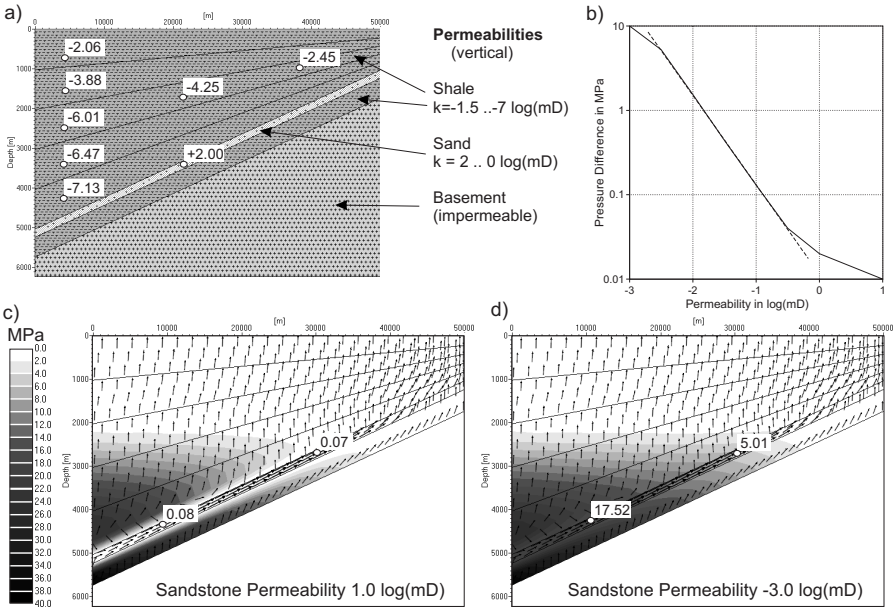 a)
[m]
0 10000 20000 30000 40000 50000
0
1000
2000
3000
4000
5000
6000
Depth [m]
-2.06
-3.88
-6.01
-6.47
-7.13
-4.25
+2.00
-2.45
Permeabilities
(vertical)
Shale
k=-1.5 ..-7 log(mD)
Sand
k = 2 .. 0 log(mD)
Basement
(impermeable)
b)
Pressure Difference in MPa
10
1
0.1
0.01
-3 -2 -1 0 1
Permeability in log(mD)
c)
MPa
0.0
2.0
4.0
6.0
8.0
10.0
12.0
14.0
16.0
18.0
20.0
22.0
24.0
26.0
28.0
30.0
32.0
34.0
36.0
38.0
40.0
[m]
0 10000 20000 30000 40000 50000
0
1000
2000
3000
4000
5000
6000
Depth [m]
0.07
0.08
Sandstone Permeability 1.0 log(mD)
d)
[m]
0 10000 20000 30000 40000 50000
0
1000
2000
3000
4000
5000
6000
Depth [m]
5.01
17.52
Sandstone Permeability -3.0 log(mD)